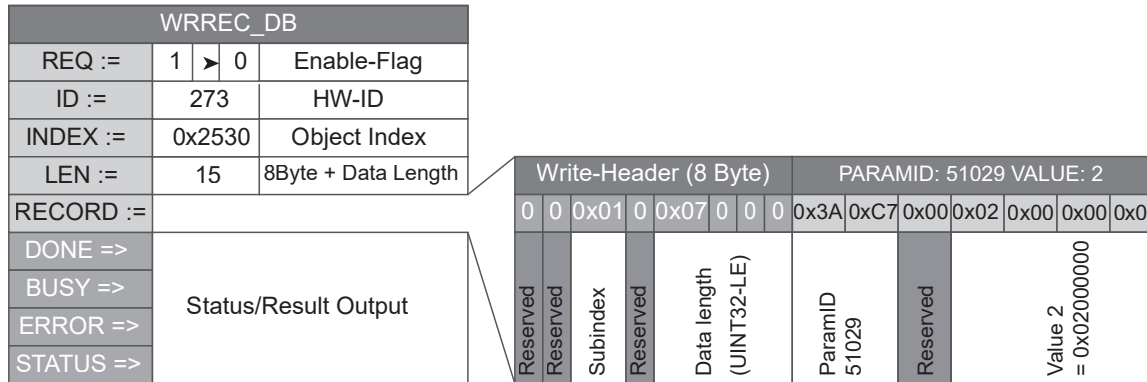 WRREC_DB
REQ := 1 ➤ 0 Enable-Flag
ID := 273 HW-ID
INDEX := 0x2530 Object Index
LEN := 15 8Byte + Data Length
RECORD :=
DONE =>
BUSY =>
ERROR =>
STATUS =>
Status/Result Output
Write-Header (8 Byte) PARAMID: 51029 VALUE: 2
0 0 0x01 0 0x07 0 0 0 0x3A 0xC7 0x00 0x02 0x00 0x00 0x0
Reserved
Reserved
Subindex
Reserved
Data length
(UINT32-LE)
ParamID
51029
Reserved
Value 2
= 0x02000000